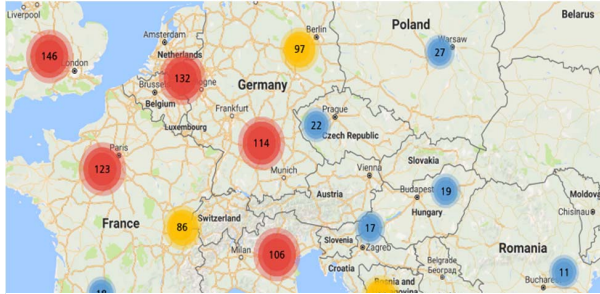 Liverpool
146
London
Amsterdam
Netherlands
132
Belgium
Luxembourg
Berlin
97
Germany
Frankfurt
114
Munich
Poland
Warsaw
27
Belarus
Prague
22
Czech Republic
Paris
123
France
86
Switzerland
Milan
106
Vienna
Austria
Slovakia
Budapest
19
Hungary
17
Slovenia
Zagreb
Croatia
Belgrade
Београд
Romania
Moldova
Chisinau
11